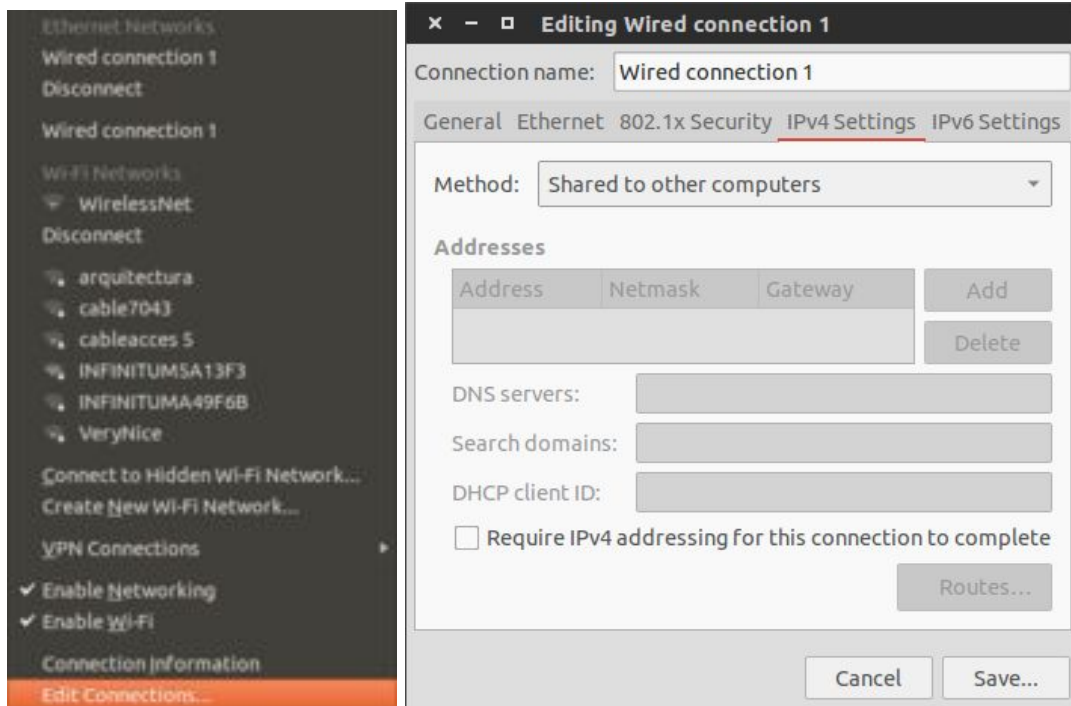 Ethernet Networks
Wired connection 1
Disconnect
Wired connection 1
Wi-Fi Networks
WirelessNet
Disconnect
arquitectura
cable7043
cableacces 5
INFINITUM5A13F3
INFINITUMA49F6B
VeryNice
Connect to Hidden Wi-Fi Network...
Create New Wi-Fi Network...
VPN Connections
Enable Networking
Enable Wi-Fi
Connection Information
Edit Connections...
Editing Wired connection 1
Connection name: Wired connection 1
General Ethernet 802.1x Security IPv4 Settings IPv6 Settings
Method: Shared to other computers
Addresses
Address Netmask Gateway Add
Delete
DNS servers:
Search domains:
DHCP client ID:
Require IPv4 addressing for this connection to complete
Routes...
Cancel Save...